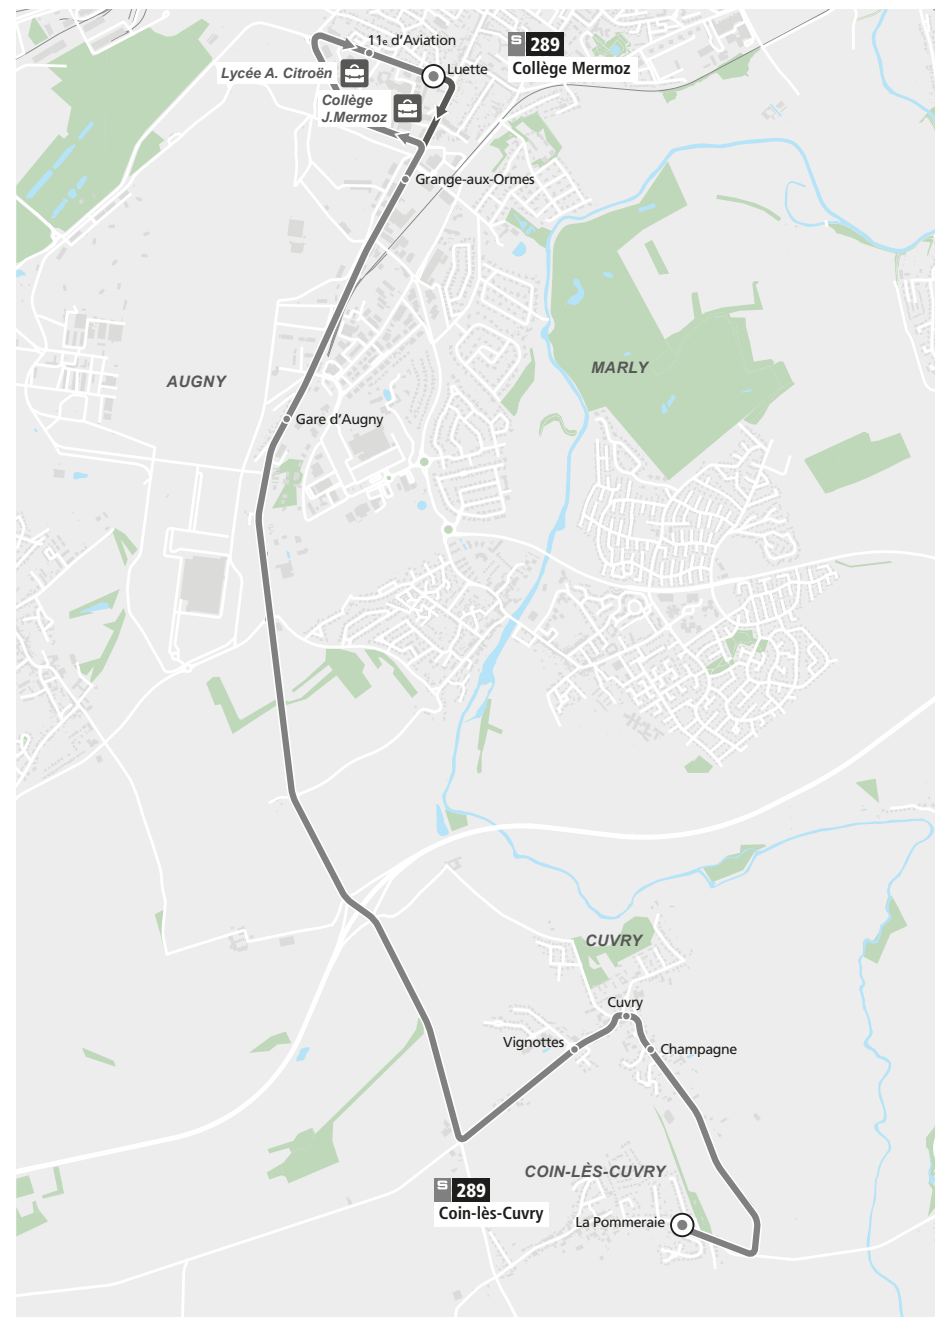 11e d'Aviation
S 289
Collège Mermoz
Luette
Lycée A. Citroën
Collège
J.Mermoz
Grange-aux-Ormes
MARLY
AUGNY
Gare d'Augny
CUVRY
Cuvry
Vignottes
Champagne
COIN-LÈS-CUVRY
S 289
Coin-lès-Cuvry
La Pommeraie